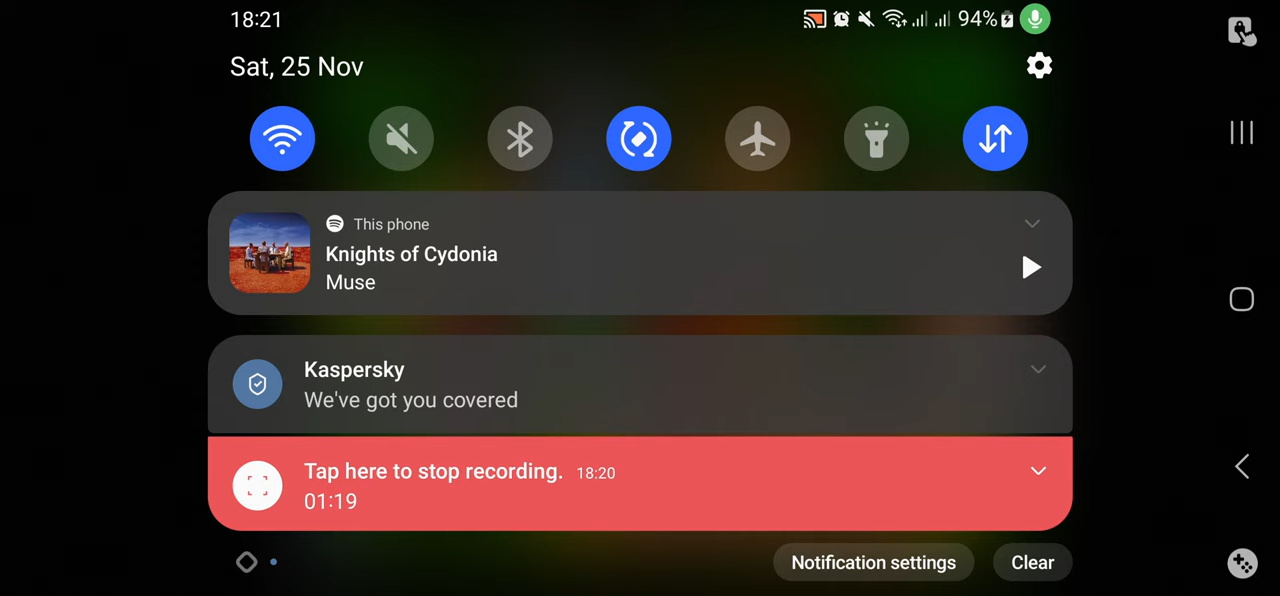 18:21
94%
Sat, 25 Nov
This phone
Knights of Cydonia
Muse
Kaspersky
We've got you covered
Tap here to stop recording. 18:20
01:19
Notification settings
Clear